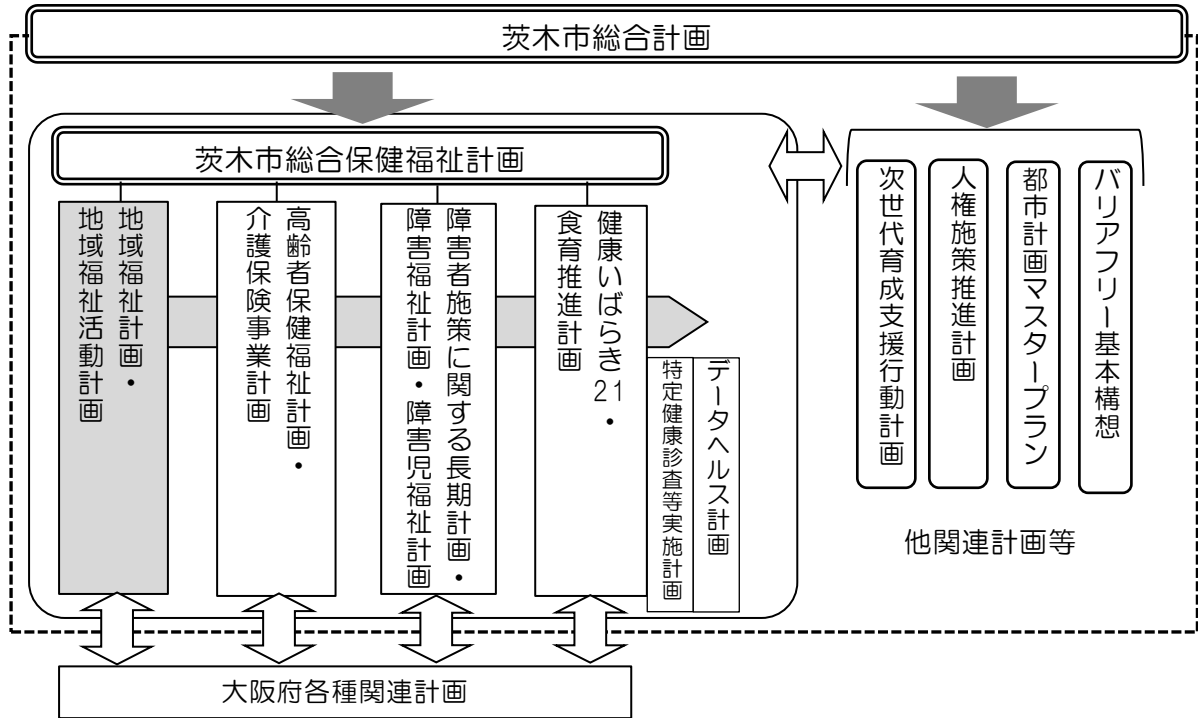 茨木市総合計画
茨木市総合保健福祉計画
地域福祉計画・
地域福祉活動計画
高齢者保健福祉計画・
介護保険事業計画
障害者施策に関する長期計画・
障害福祉計画・障害児福祉計画
健康いばらき21・
食育推進計画
データヘルス計画
特定健康診査等実施計画
次世代育成支援行動計画
人権施策推進計画
都市計画マスタープラン
バリアフリー基本構想
他関連計画等
大阪府各種関連計画